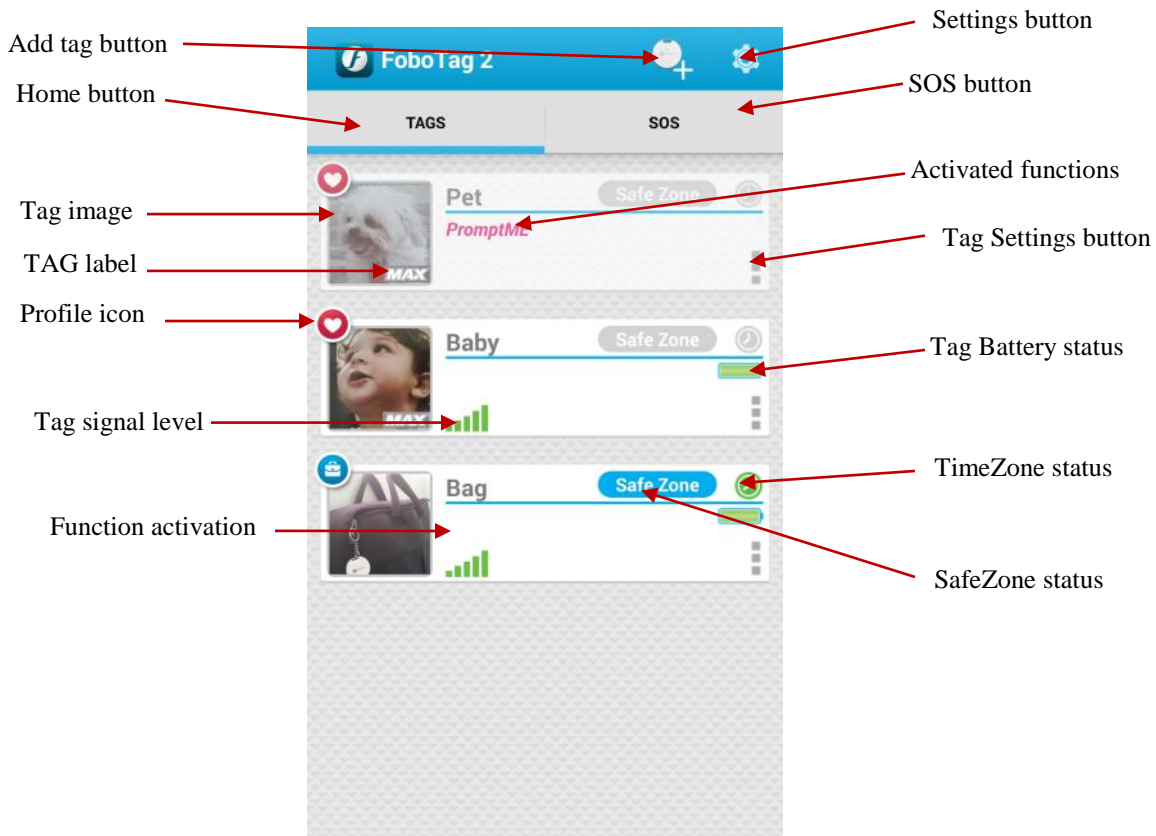 Settings button
Add tag button
FoboTag 2
Home button
SOS button
TAGS
SOS
Activated functions
Pet
Safe Zone
PromptME
Tag image
Tag Settings button
TAG label
MAX
Profile icon
Baby
Safe Zone
Tag Battery status
MAX
Tag signal level
TimeZone status
Bag
Safe Zone
Function activation
SafeZone status